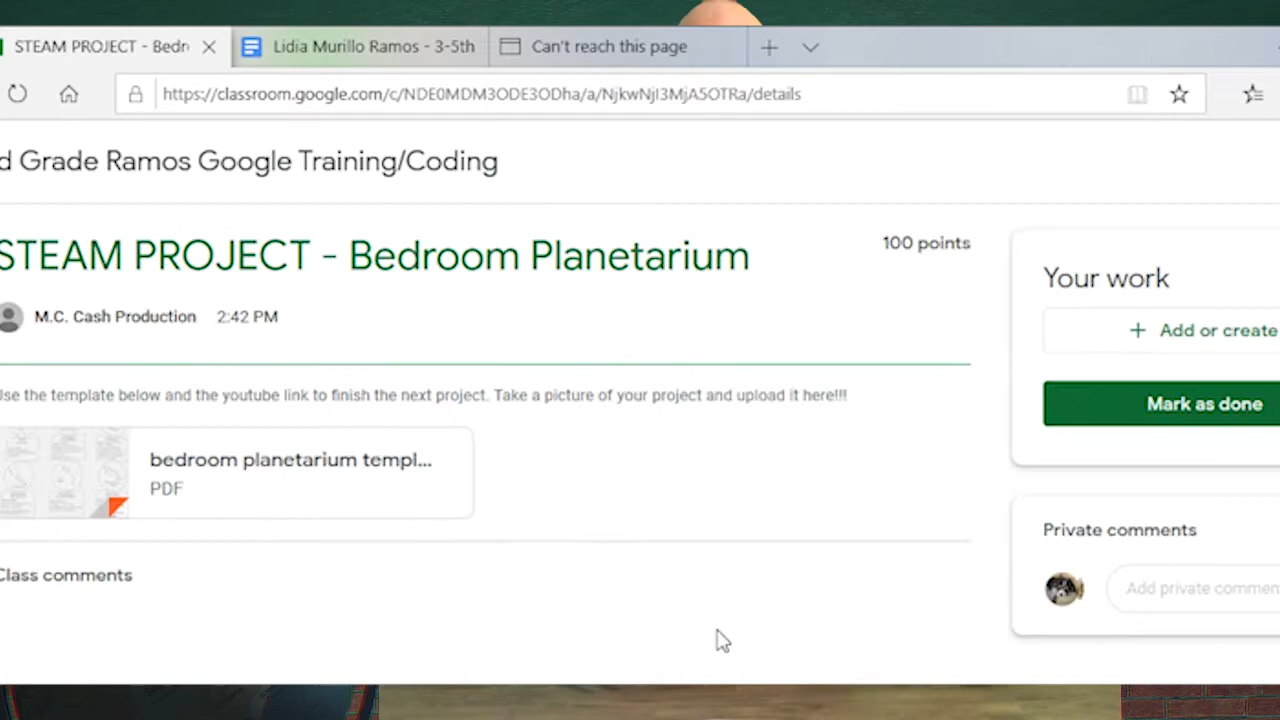 STEAM PROJECT - Bedr
Lidia Murillo Ramos - 3-5th
Can't reach this page
https://classroom.google.com/c/NDE0MDM3ODE3ODha/a/NjkwNjI3MjA5OTRa/details
d Grade Ramos Google Training/Coding
STEAM PROJECT - Bedroom Planetarium
100 points
M.C. Cash Production 2:42 PM
Use the template below and the youtube link to finish the next project. Take a picture of your project and upload it here!!!
bedroom planetarium templ...
PDF
Class comments
Your work
+ Add or create
Mark as done
Private comments
Add private commen